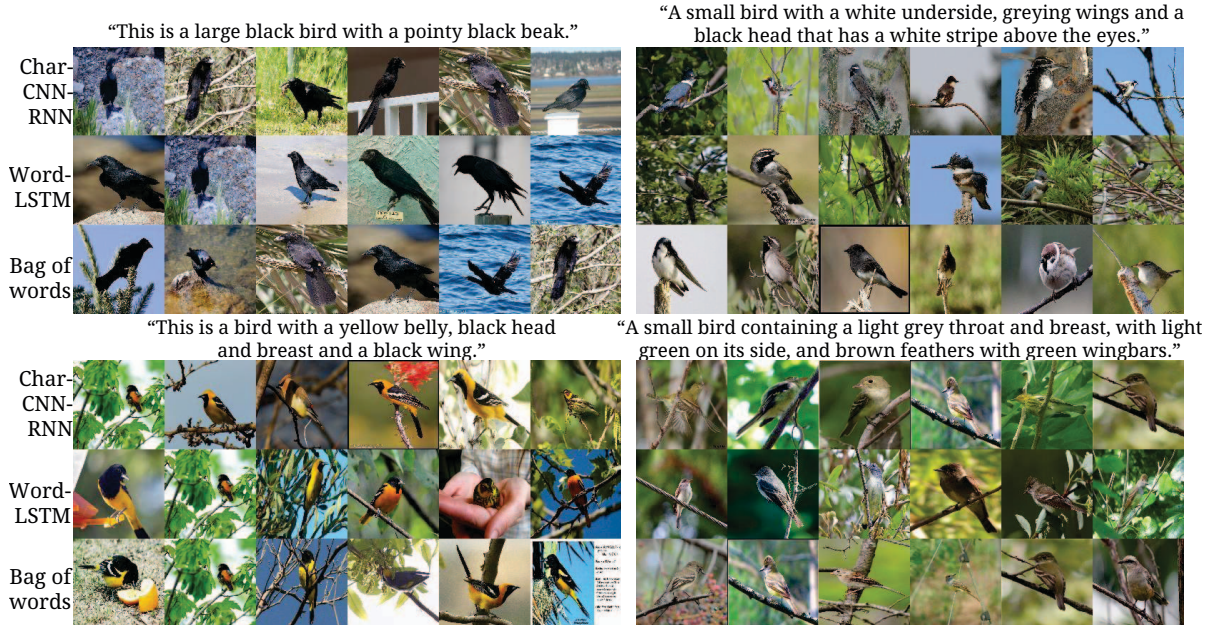 “This is a large black bird with a pointy black beak.”
“A small bird with a white underside, greying wings and a
black head that has a white stripe above the eyes.”
Char-
CNN-
RNN
Word-
LSTM
Bag of
words
“This is a bird with a yellow belly, black head
and breast and a black wing.”
“A small bird containing a light grey throat and breast, with light
green on its side, and brown feathers with green wingbars.”
Char-
CNN-
RNN
Word-
LSTM
Bag of
words